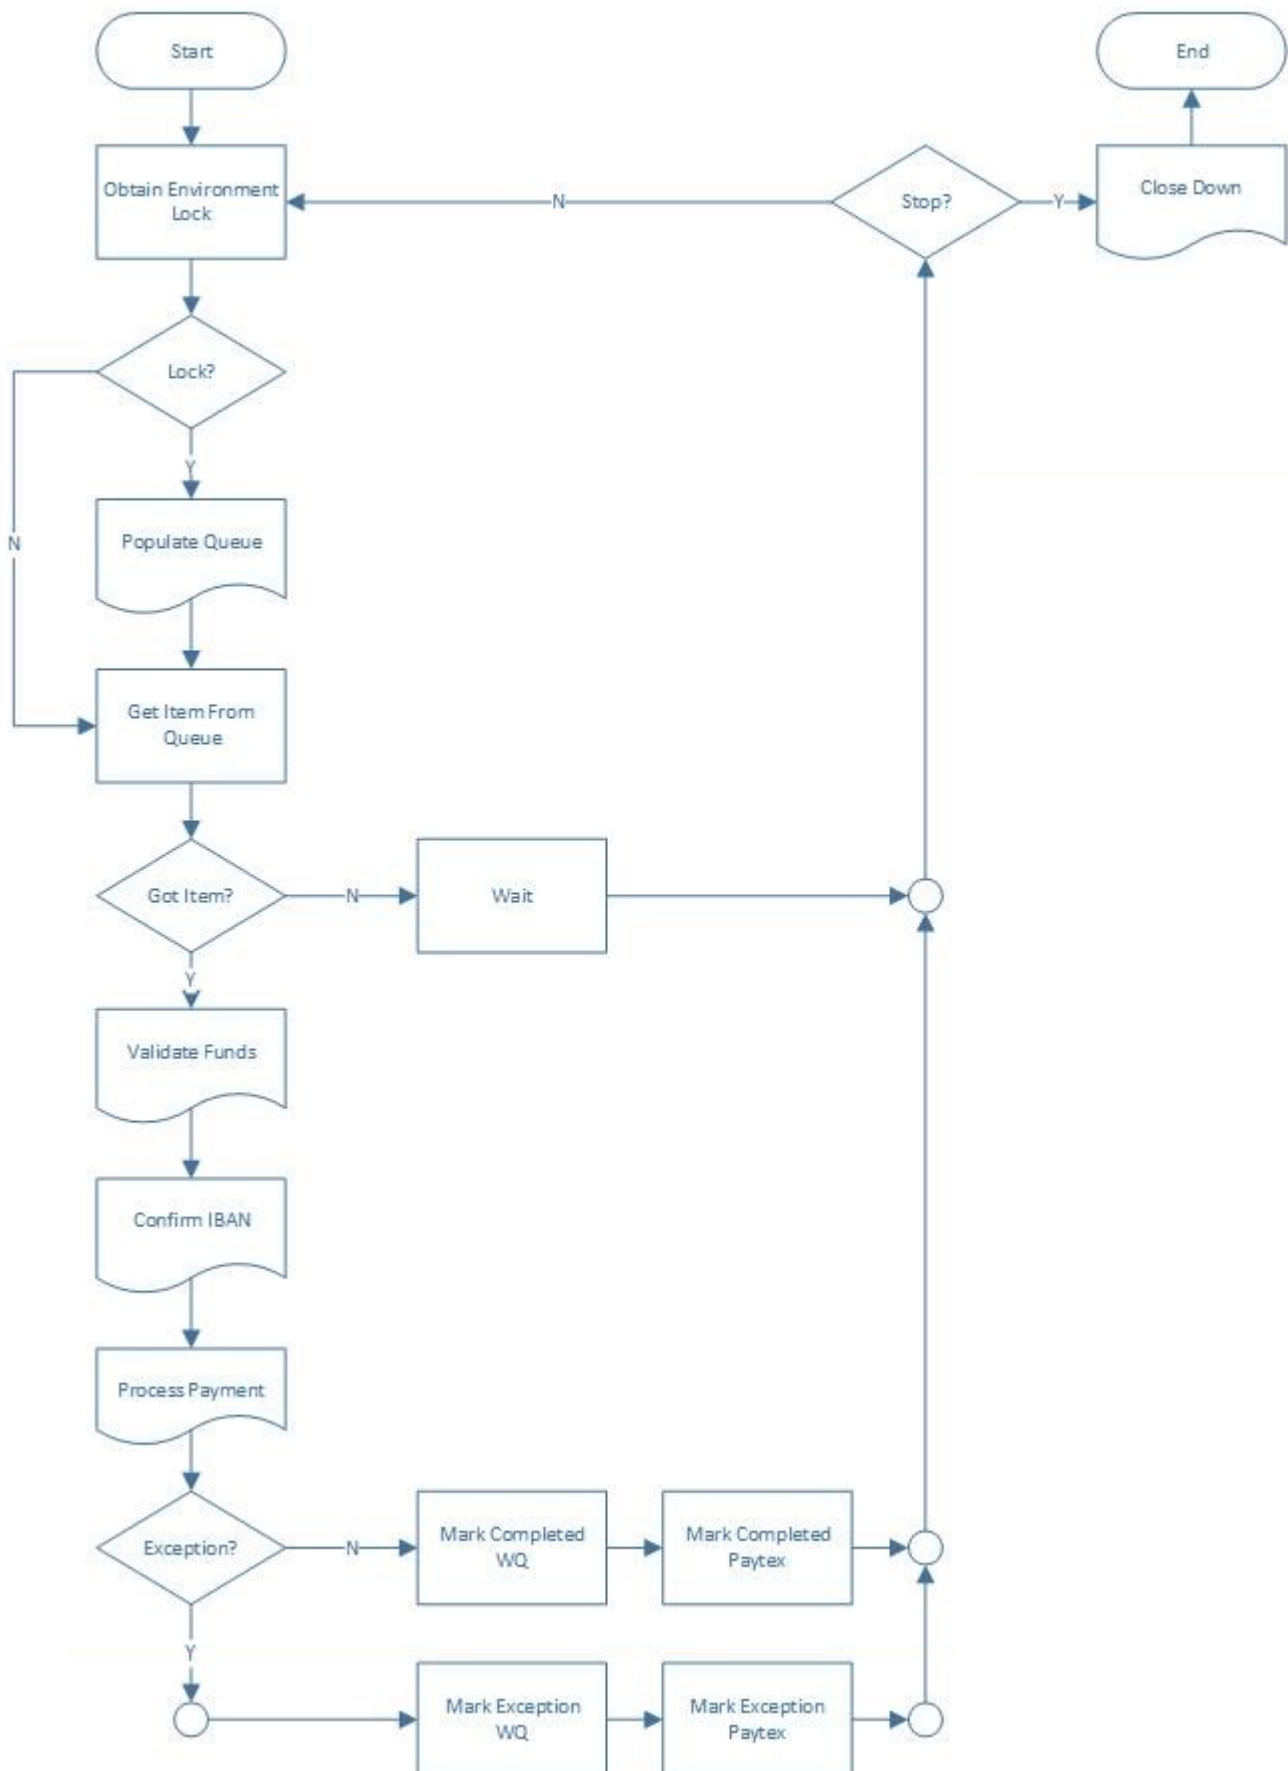 Start
End
Obtain Environment
Lock
N
Stop?
Y
Close Down
Lock?
Y
N
Populate Queue
Get Item From
Queue
Got Item?
N
Wait
Y
Validate Funds
Confirm IBAN
Process Payment
Exception?
N
Mark Completed
WQ
Mark Completed
Paytex
Y
Mark Exception
WQ
Mark Exception
Paytex